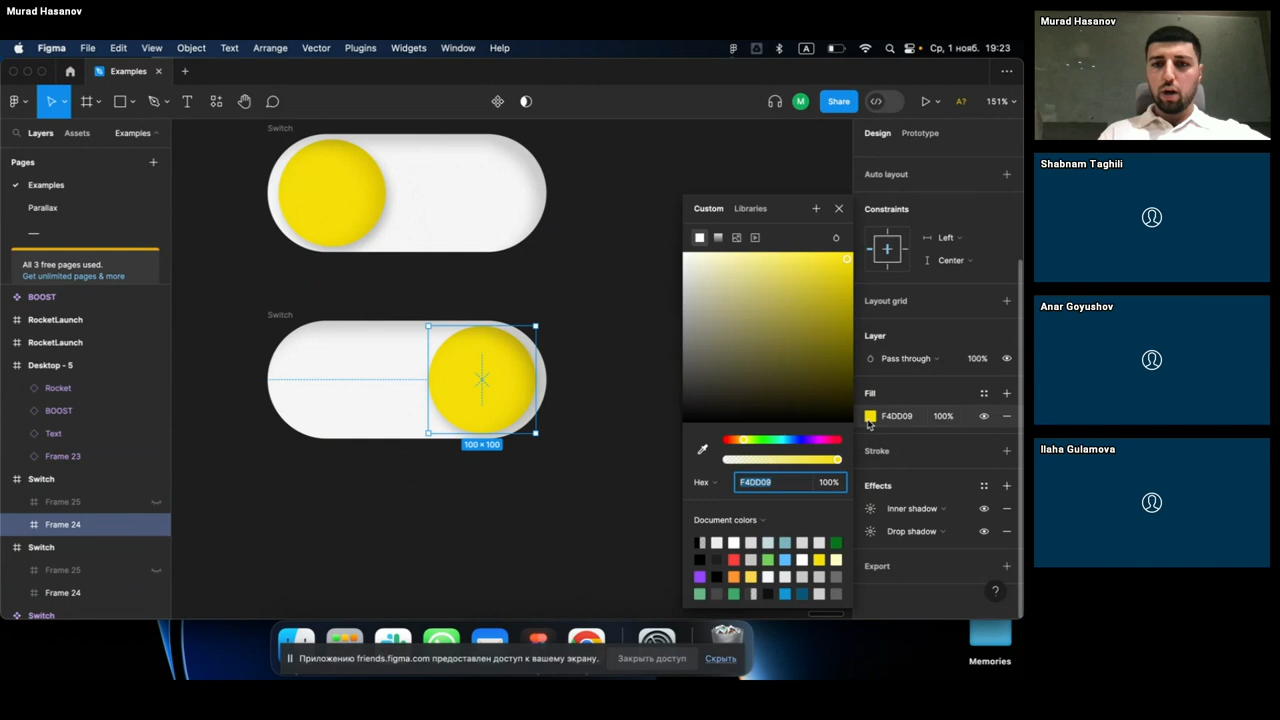 Murad Hasanov
Figma File Edit View Object Text Arrange Vector Plugins Widgets Window Help
A
Ср, 1 нояб. 19:23
Examples
M
Share
A?
151%
Layers Assets Examples
Pages
Examples
Parallax
All 3 free pages used.
Get unlimited pages & more
BOOST
RocketLaunch
RocketLaunch
Desktop - 5
Rocket
BOOST
Text
Frame 23
Switch
Frame 25
Frame 24
Switch
Frame 25
Frame 24
Switch
Switch
Switch
100 × 100
Custom Libraries
Hex F4DD09 100%
Document colors
Design Prototype
Auto layout
Constraints
Left
Center
Layout grid
Layer
Pass through 100%
Fill
F4DD09 100%
Stroke
Effects
Inner shadow
Drop shadow
Export
?
Приложению friends.figma.com предоставлен доступ к вашему экрану.
Закрыть доступ
Скрыть
Memories
Murad Hasanov
Shabnam Taghili
Anar Goyushov
Ilaha Gulamova